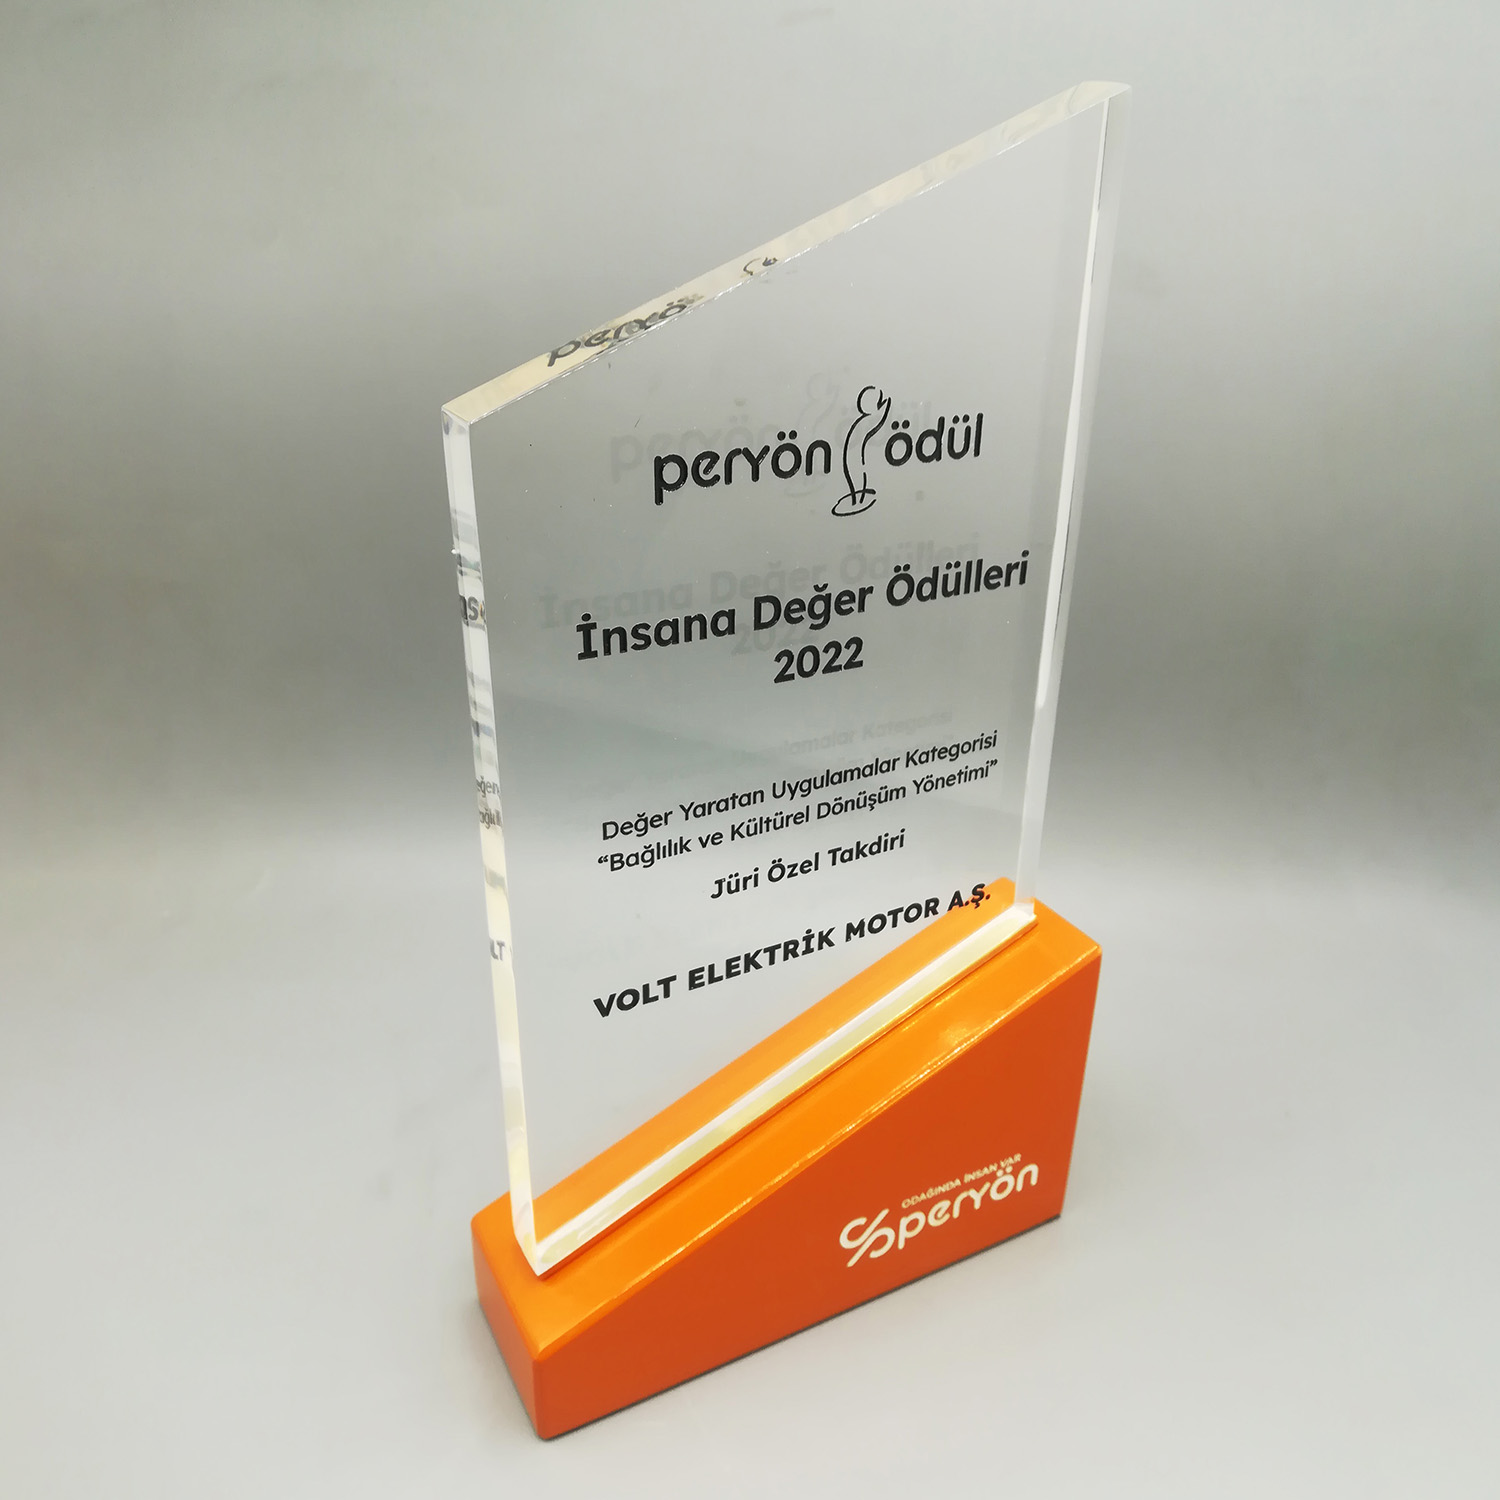 peryön ödül
İnsana Değer Ödülleri
2022
Değer Yaratan Uygulamalar Kategorisi
“Bağlılık ve Kültürel Dönüşüm Yönetimi”
Jüri Özel Takdiri
VOLT ELEKTRİK MOTOR A.Ş.
ODAĞINDA İNSAN VAR
peryön